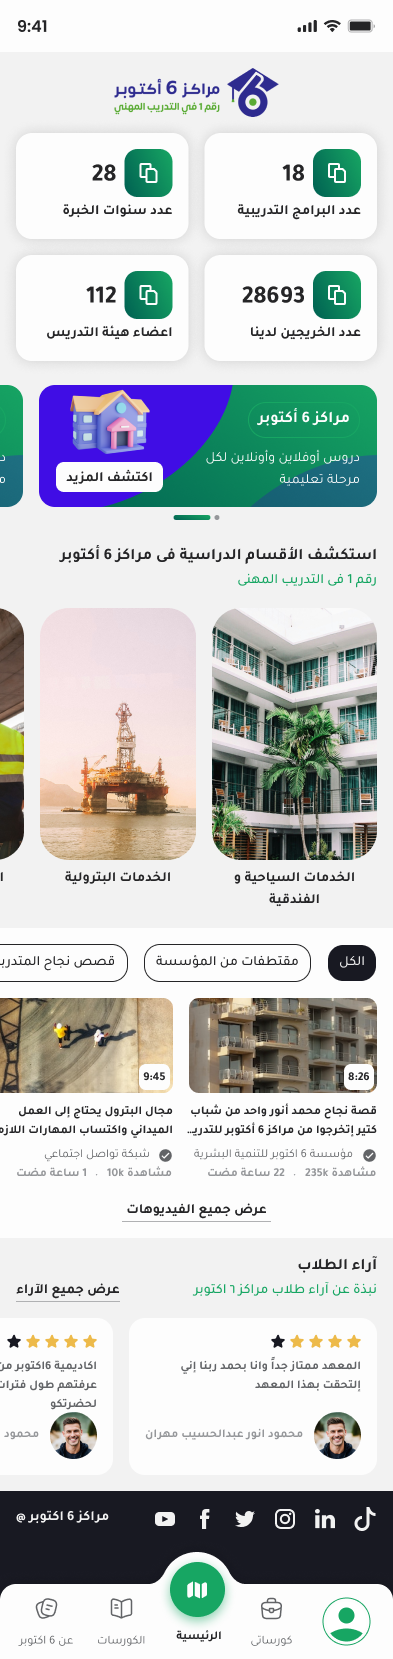 9:41
مراكز 6 أكتوبر
رقم 1 في التدريب المهني
18
عدد البرامج التدريبية
28
عدد سنوات الخبرة
28693
عدد الخريجين لدينا
112
اعضاء هيئة التدريس
مراكز 6 أكتوبر
دروس أوفلاين وأونلاين لكل
مرحلة تعليمية
اكتشف المزيد
استكشف الأقسام الدراسية فى مراكز 6 أكتوبر
رقم 1 فى التدريب المهنى
الخدمات السياحية و
الفندقية
الخدمات البترولية
الكل
مقتطفات من المؤسسة
قصص نجاح المتدر
8:26
قصة نجاح محمد أنور واحد من شباب
كتير إتخرجوا من مراكز 6 أكتوبر للتدريـ...
مؤسسة 6 اكتوبر للتنمية البشرية
مشاهدة 235k · 22 ساعة مضت
9:45
مجال البترول يحتاج إلى العمل
الميداني واكتساب المهارات اللاز
شبكة تواصل اجتماعي
مشاهدة 10k · 1 ساعة مضت
عرض جميع الفيديوهات
آراء الطلاب
نبذة عن آراء طلاب مراكز ٦ اكتوبر
عرض جميع الآراء
المعهد ممتاز جداً وانا بحمد ربنا إني
إلتحقت بهذا المعهد
محمود انور عبدالحسيب مهران
اكاديمية 6اكتوبر من
عرفتهم طول فترات
لحضرتكو
محمود
مراكز 6 اكتوبر @
كورساتى
الرئيسية
الكورسات
عن 6 اكتوبر